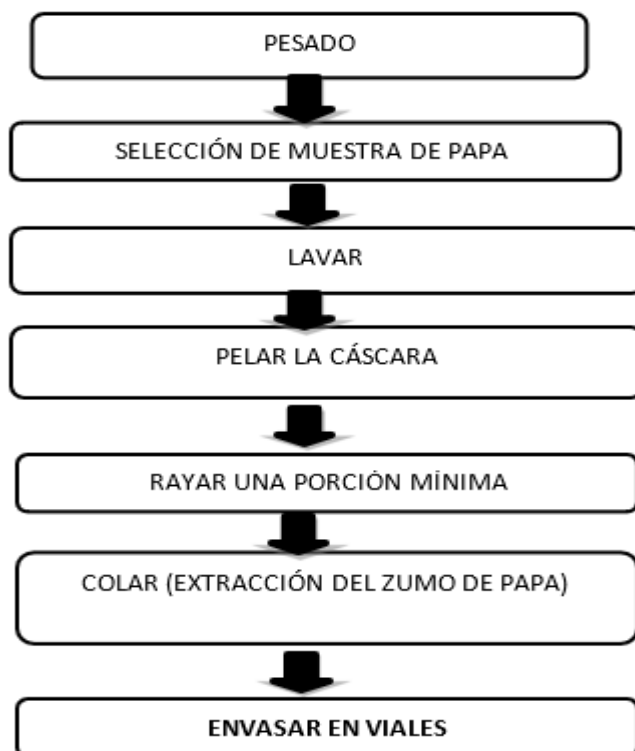 PESADO
SELECCIÓN DE MUESTRA DE PAPA
LAVAR
PELAR LA CÁSCARA
RAYAR UNA PORCIÓN MÍNIMA
COLAR (EXTRACCIÓN DEL ZUMO DE PAPA)
ENVASAR EN VIALES